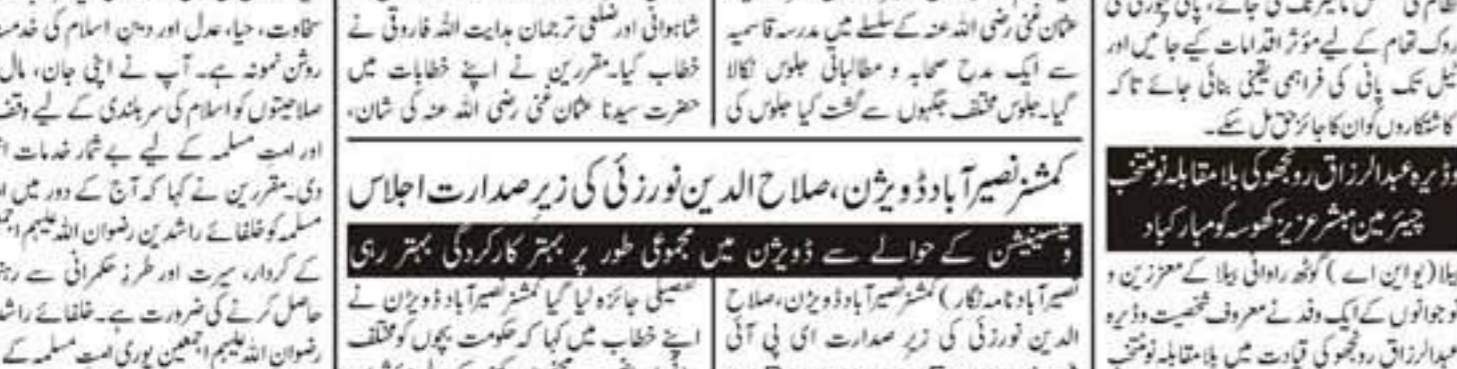 روک تھام کے لیے مؤثر اقدامات کیے جائیں اور
ٹیل تک پانی کی فراہمی یقینی بنائی جائے تاکہ
کاشتکاروں کو ان کا جائز حق مل سکے۔
وڈیرہ عبدالرزاق رونجھو کی بلا مقابلہ نو منتخب
چیئرمین مبشر عزیز کھوسہ کو مبارکباد
بیلا (یو این اے) گوٹھ راوانی بیلا کے معززین و
نوجوانوں کے ایک وفد نے معروف شخصیت وڈیرہ
عبدالرزاق رونجھو کی قیادت میں بلا مقابلہ نو منتخب
عثمان غنی رضی اللہ عنہ کے سلسلے میں مدرسہ قاسمیہ
سے ایک مدح صحابہ و مطالباتی جلوس نکالا
گیا۔جلوس مختلف جگہوں سے گشت کیا جلوس کی
شاہوانی اور ضلعی ترجمان ہدایت اللہ فاروقی نے
خطاب کیا۔مقررین نے اپنے خطابات میں
حضرت سیدنا عثمان غنی رضی اللہ عنہ کی شان،
کمشنر نصیر آباد ڈویژن، صلاح الدین نورزئی کی زیر صدارت اجلاس
ویکسینیشن کے حوالے سے ڈویژن میں مجموعی طور پر بہتر کارکردگی بہتر رہی
نصیر آباد نامہ نگار) کمشنر نصیر آباد ڈویژن، صلاح
الدین نورزئی کی زیر صدارت ای پی آئی
تفصیلی جائزہ لیا گیا کمشنر نصیر آباد ڈویژن نے
اپنے خطاب میں کہا کہ حکومت بچوں کو مختلف
سخاوت، حیا، عدل اور دین اسلام کی خدمت
روشن نمونہ ہے۔ آپ نے اپنی جان، مال
صلاحیتوں کو اسلام کی سربلندی کے لیے وقف
اور امت مسلمہ کے لیے بے شمار خدمات
دی۔مقررین نے کہا کہ آج کے دور میں
مسلمہ کو خلفائے راشدین رضوان اللہ علیہم
کے کردار، سیرت اور طرز حکمرانی سے
حاصل کرنے کی ضرورت ہے۔خلفائے
رضوان اللہ علیہم اجمعین پوری امت مسلمہ کے